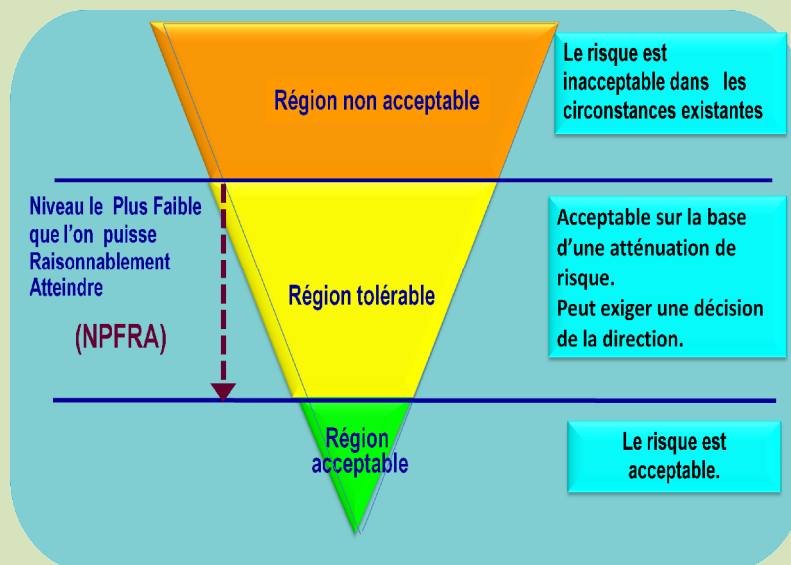 Région non acceptable
Le risque est
inacceptable dans les
circonstances existantes
Niveau le Plus Faible
que l'on puisse
Raisonnablement
Atteindre
(NPFRA)
Région tolérable
Acceptable sur la base
d'une atténuation de
risque.
Peut exiger une décision
de la direction.
Région
acceptable
Le risque est
acceptable.